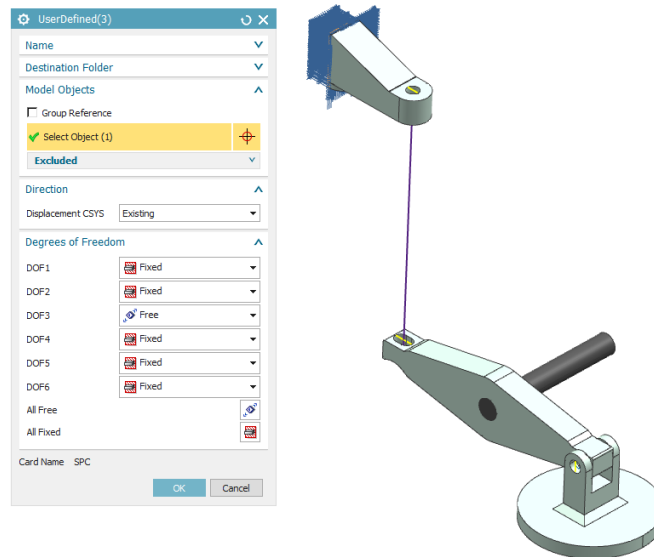 UserDefined(3)
Name
Destination Folder
Model Objects
Group Reference
Select Object (1)
Excluded
Direction
Displacement CSYS Existing
Degrees of Freedom
DOF1 Fixed
DOF2 Fixed
DOF3 Free
DOF4 Fixed
DOF5 Fixed
DOF6 Fixed
All Free
All Fixed
Card Name SPC
OK Cancel